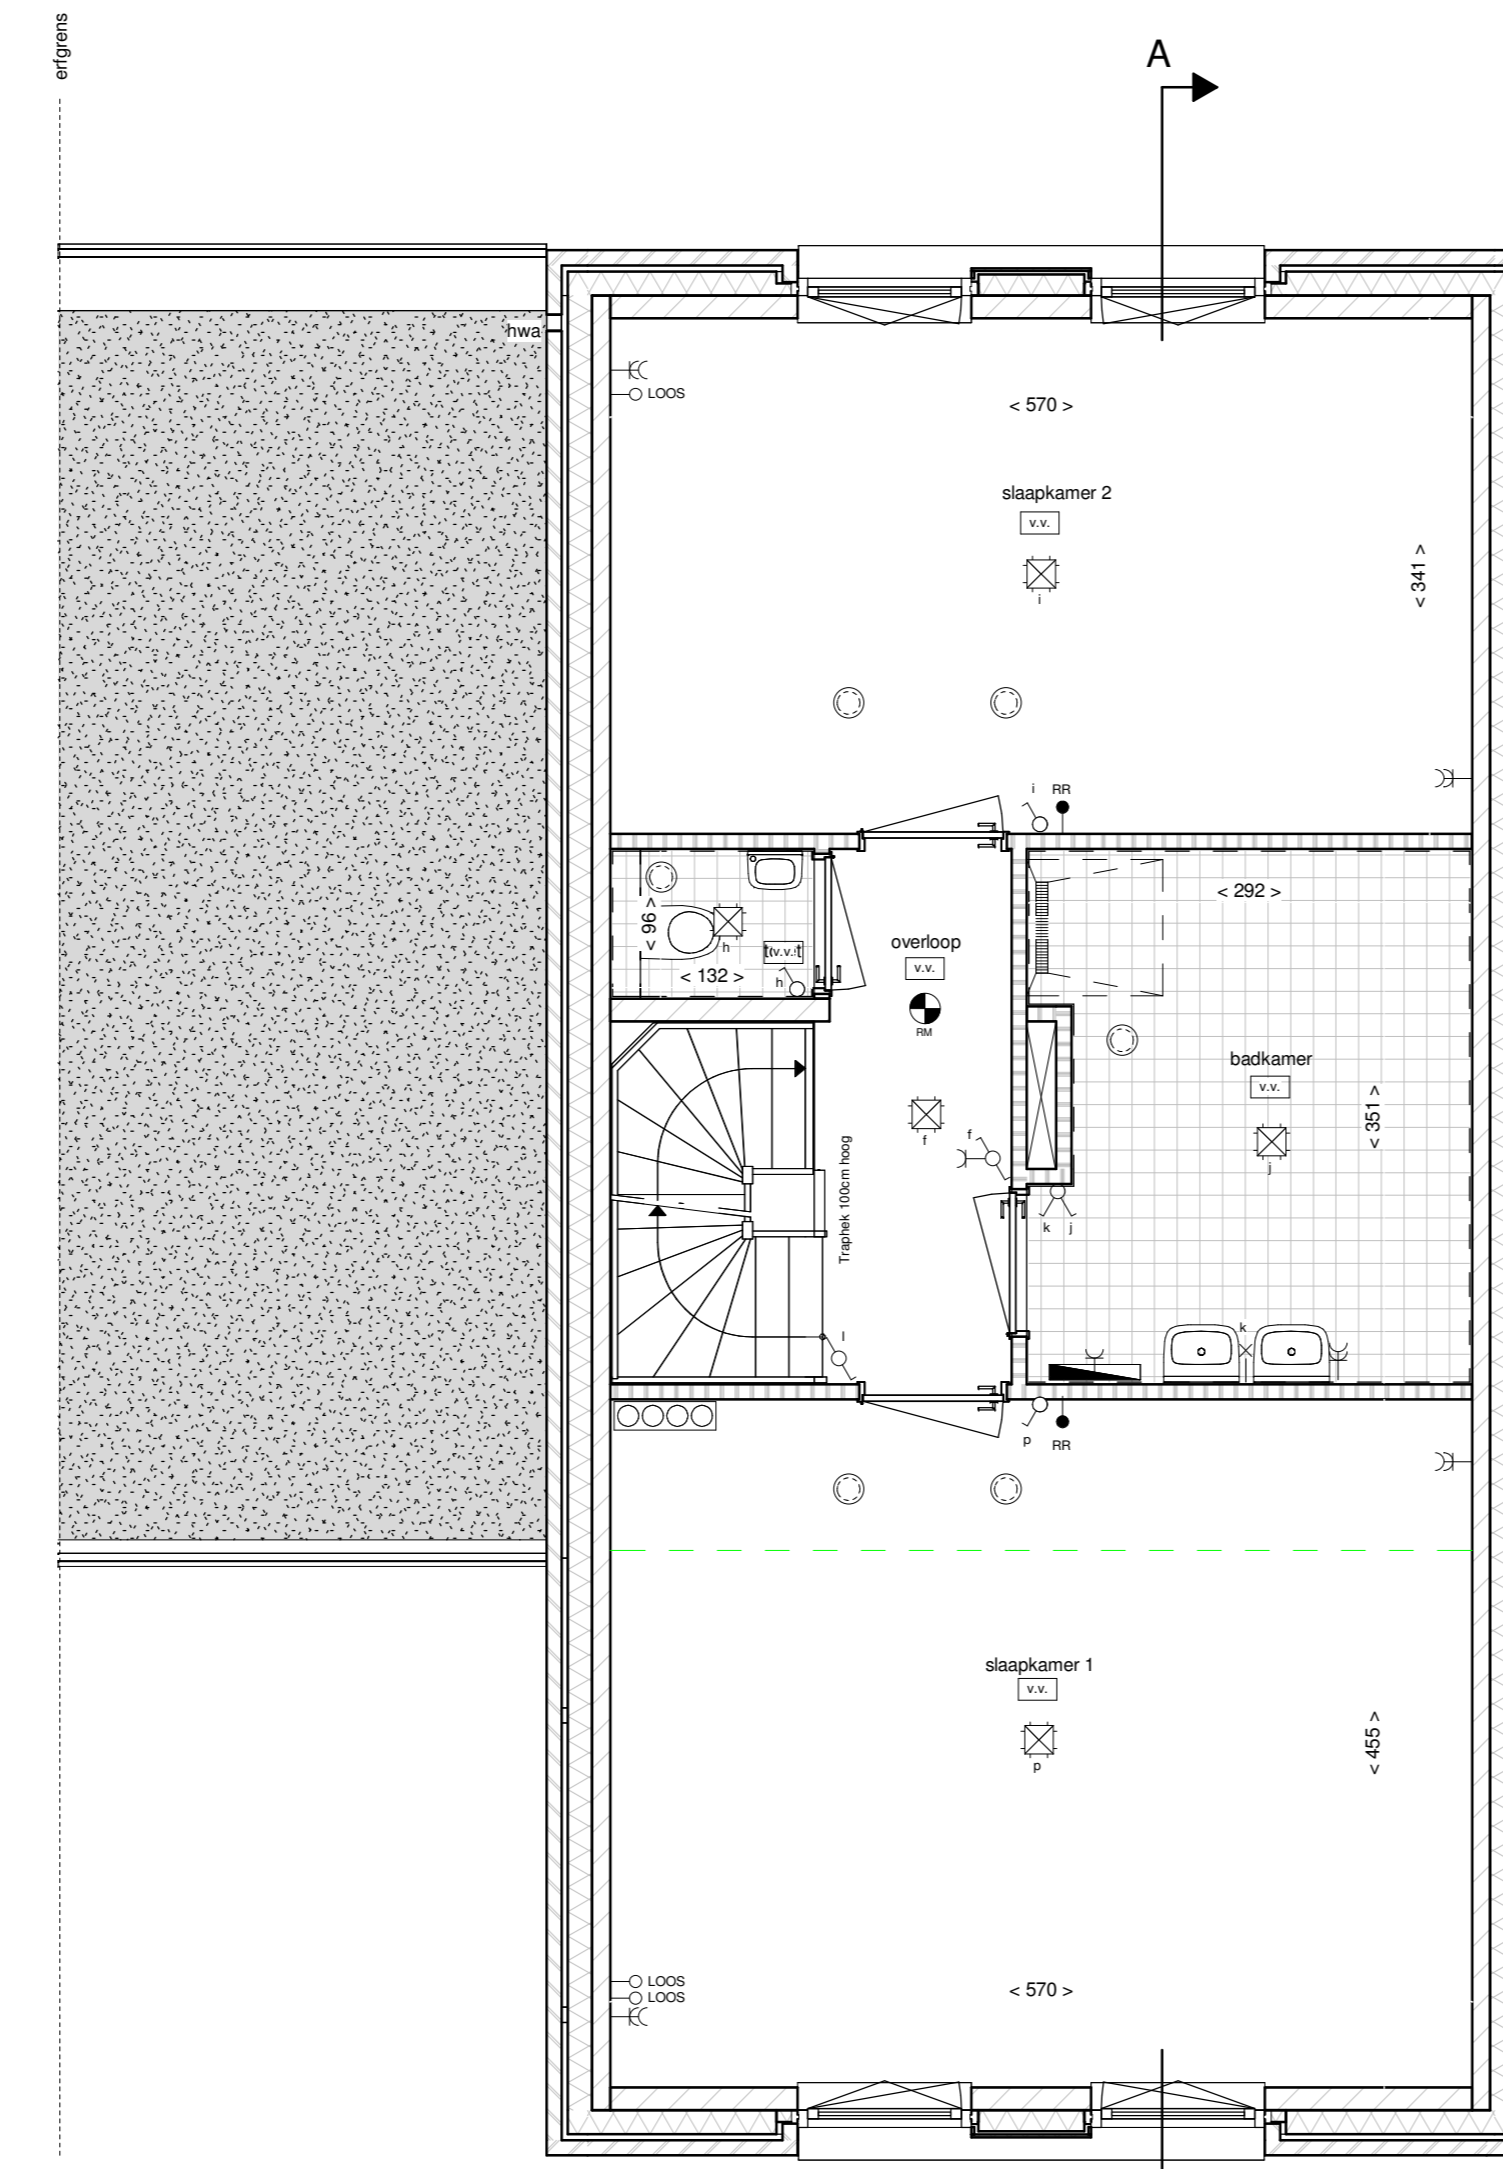 erfgrens
A
hwa
LOOS
< 570 >
slaapkamer 2
v.v.
i
< 341 >
i
RR
< 96 >
h
v.v.
< 132 >
h
overloop
v.v.
RM
< 292 >
badkamer
v.v.
j
< 351 >
f
f
Traphek 100cm hoog
k
j
l
k
p
RR
slaapkamer 1
v.v.
p
< 455 >
LOOS
LOOS
< 570 >